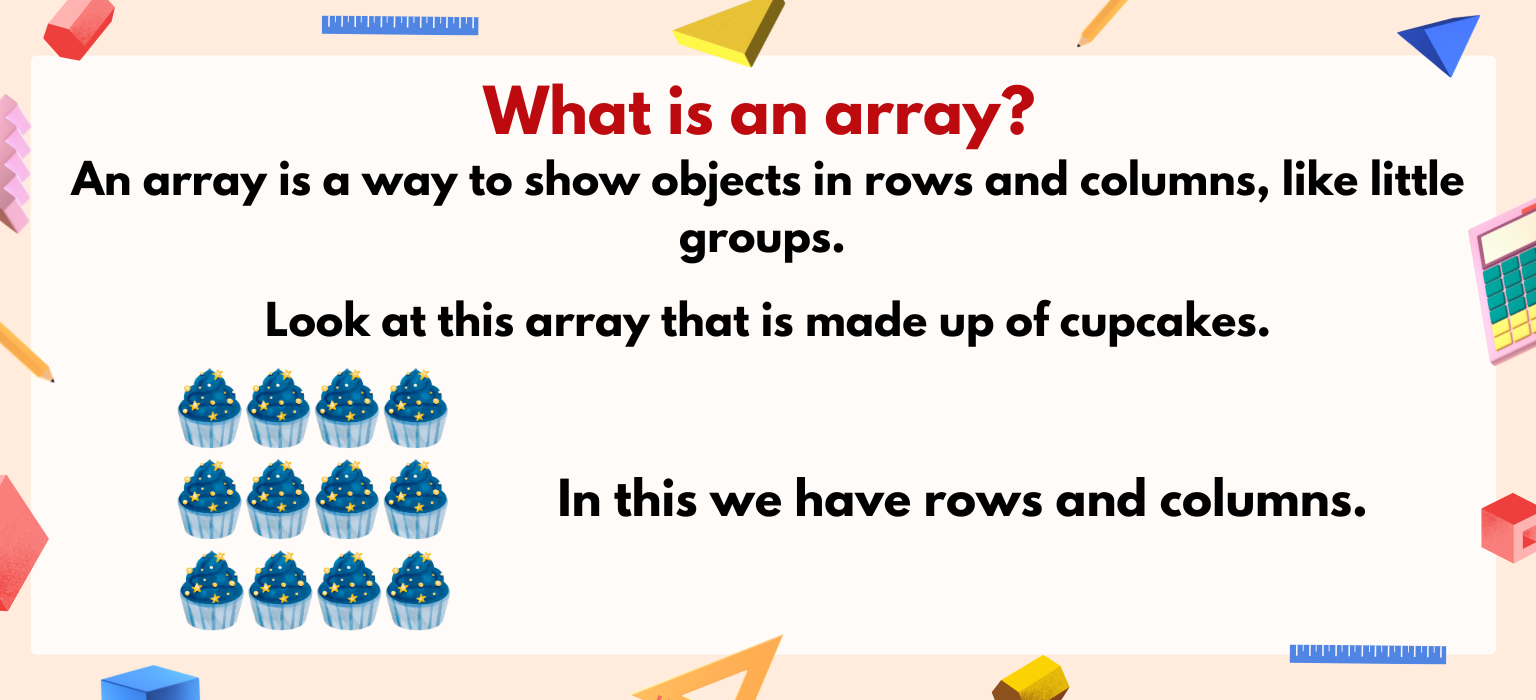 What is an array?
An array is a way to show objects in rows and columns, like little
groups.
Look at this array that is made up of cupcakes.
In this we have rows and columns.